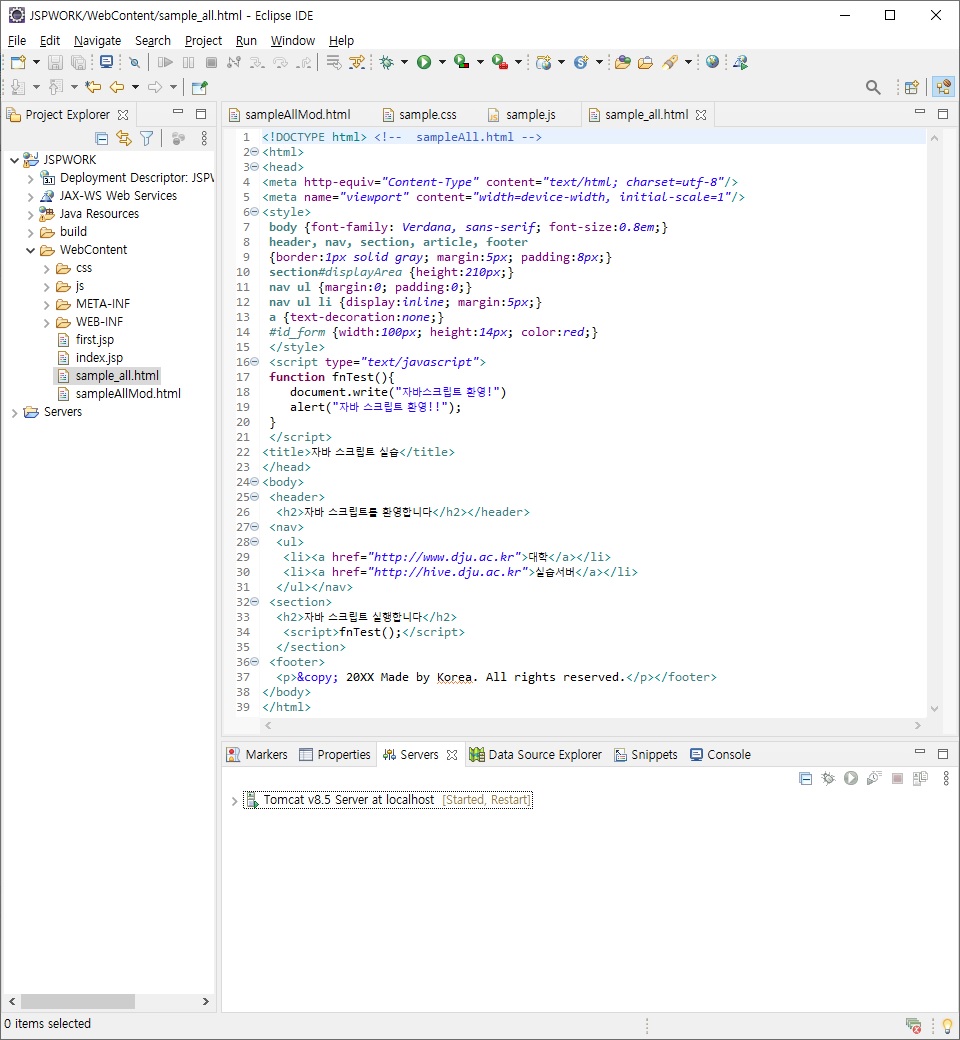 JSPWORK/WebContent/sample_all.html - Eclipse IDE
File Edit Navigate Search Project Run Window Help
Project Explorer
JSPWORK
Deployment Descriptor: JSPW
JAX-WS Web Services
Java Resources
build
WebContent
css
js
META-INF
WEB-INF
first.jsp
index.jsp
sample_all.html
sampleAllMod.html
Servers
sampleAllMod.html sample.css sample.js sample_all.html
1 <!DOCTYPE html> <!--  sampleAll.html -->
2 <html>
3 <head>
4 <meta http-equiv="Content-Type" content="text/html; charset=utf-8"/>
5 <meta name="viewport" content="width=device-width, initial-scale=1"/>
6 <style>
7  body {font-family: Verdana, sans-serif; font-size:0.8em;}
8  header, nav, section, article, footer
9  {border:1px solid gray; margin:5px; padding:8px;}
10  section#displayArea {height:210px;}
11  nav ul {margin:0; padding:0;}
12  nav ul li {display:inline; margin:5px;}
13  a {text-decoration:none;}
14  #id_form {width:100px; height:14px; color:red;}
15  </style>
16  <script type="text/javascript">
17  function fnTest(){
18     document.write("자바스크립트 환영!")
19     alert("자바 스크립트 환영!!");
20  }
21  </script>
22 <title>자바 스크립트 실습</title>
23 </head>
24 <body>
25  <header>
26   <h2>자바 스크립트를 환영합니다</h2></header>
27  <nav>
28   <ul>
29    <li><a href="http://www.dju.ac.kr">대학</a></li>
30    <li><a href="http://hive.dju.ac.kr">실습서버</a></li>
31   </ul></nav>
32  <section>
33   <h2>자바 스크립트 실행합니다</h2>
34    <script>fnTest();</script>
35   </section>
36  <footer>
37   <p>&copy; 20XX Made by Korea. All rights reserved.</p></footer>
38 </body>
39 </html>
Markers Properties Servers Data Source Explorer Snippets Console
Tomcat v8.5 Server at localhost [Started, Restart]
0 items selected